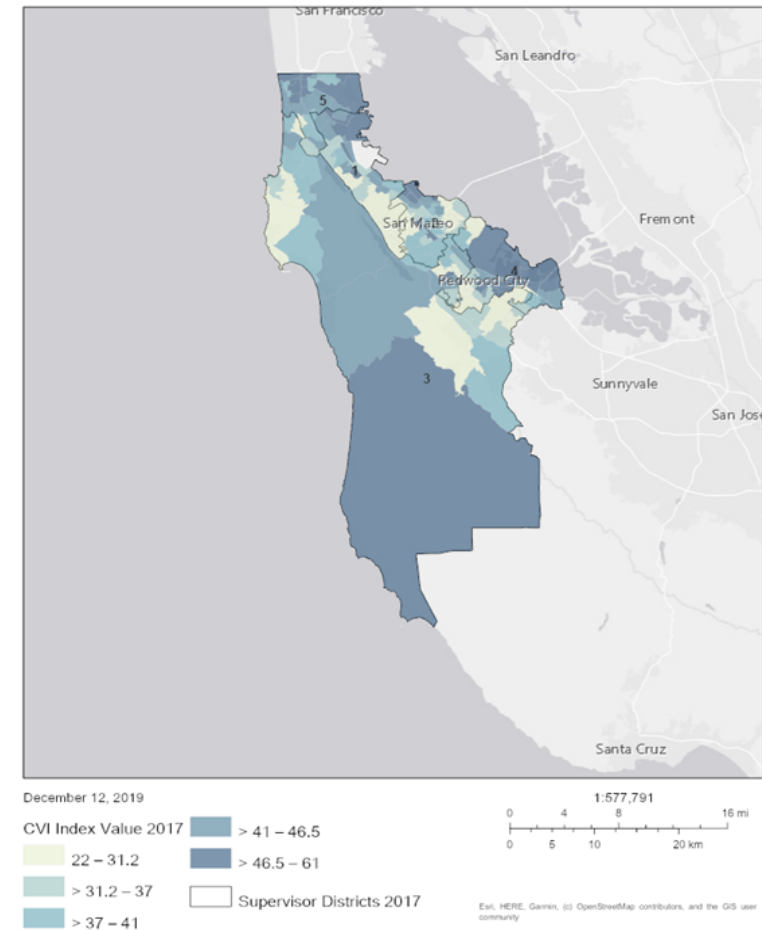 San Francisco
San Leandro
5
1
San Mateo
Fremont
4
Redwood City
3
Sunnyvale
San Jose
Santa Cruz
December 12, 2019
CVI Index Value 2017
22 – 31.2
> 31.2 – 37
> 37 – 41
> 41 – 46.5
> 46.5 – 61
Supervisor Districts 2017
1:577,791
0 4 8 16 mi
0 5 10 20 km
Esri, HERE, Garmin, (c) OpenStreetMap contributors, and the GIS user
community